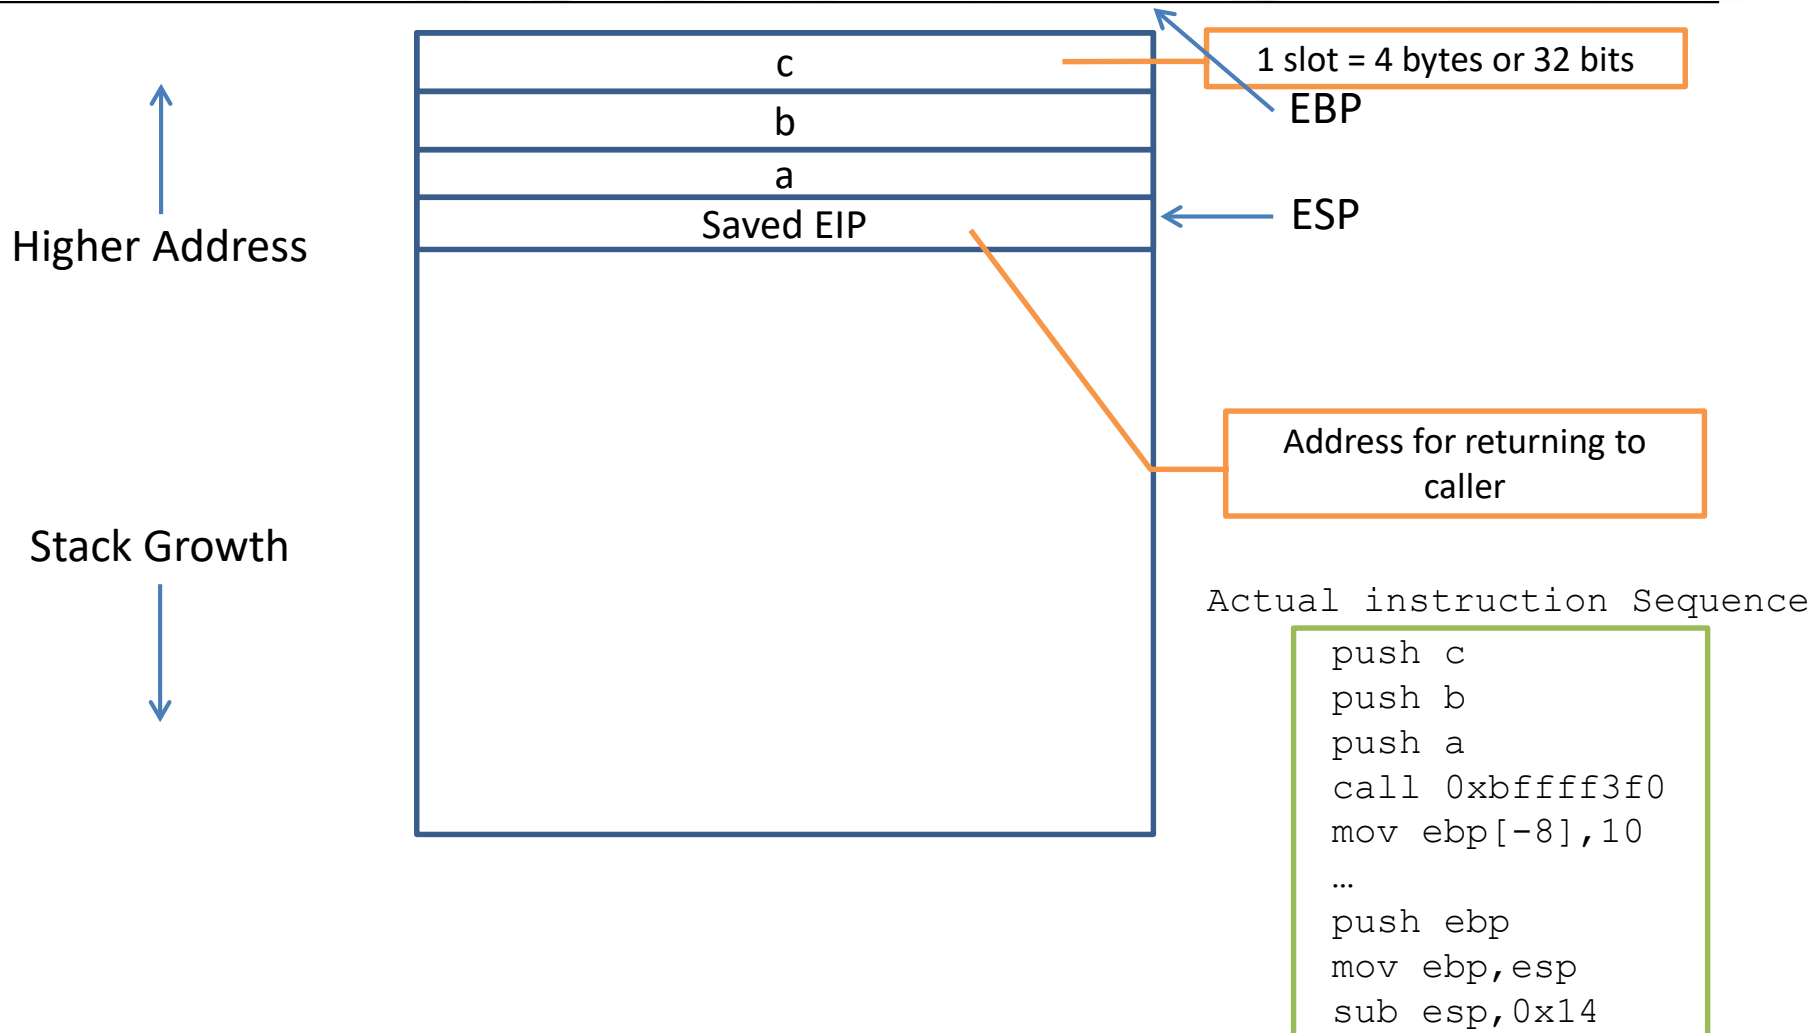 c
1 slot = 4 bytes or 32 bits
EBP
b
a
Saved EIP
ESP
Higher Address
Address for returning to
caller
Stack Growth
Actual instruction Sequence
push c
push b
push a
call 0xbffff3f0
mov ebp[-8],10
…
push ebp
mov ebp,esp
sub esp,0x14